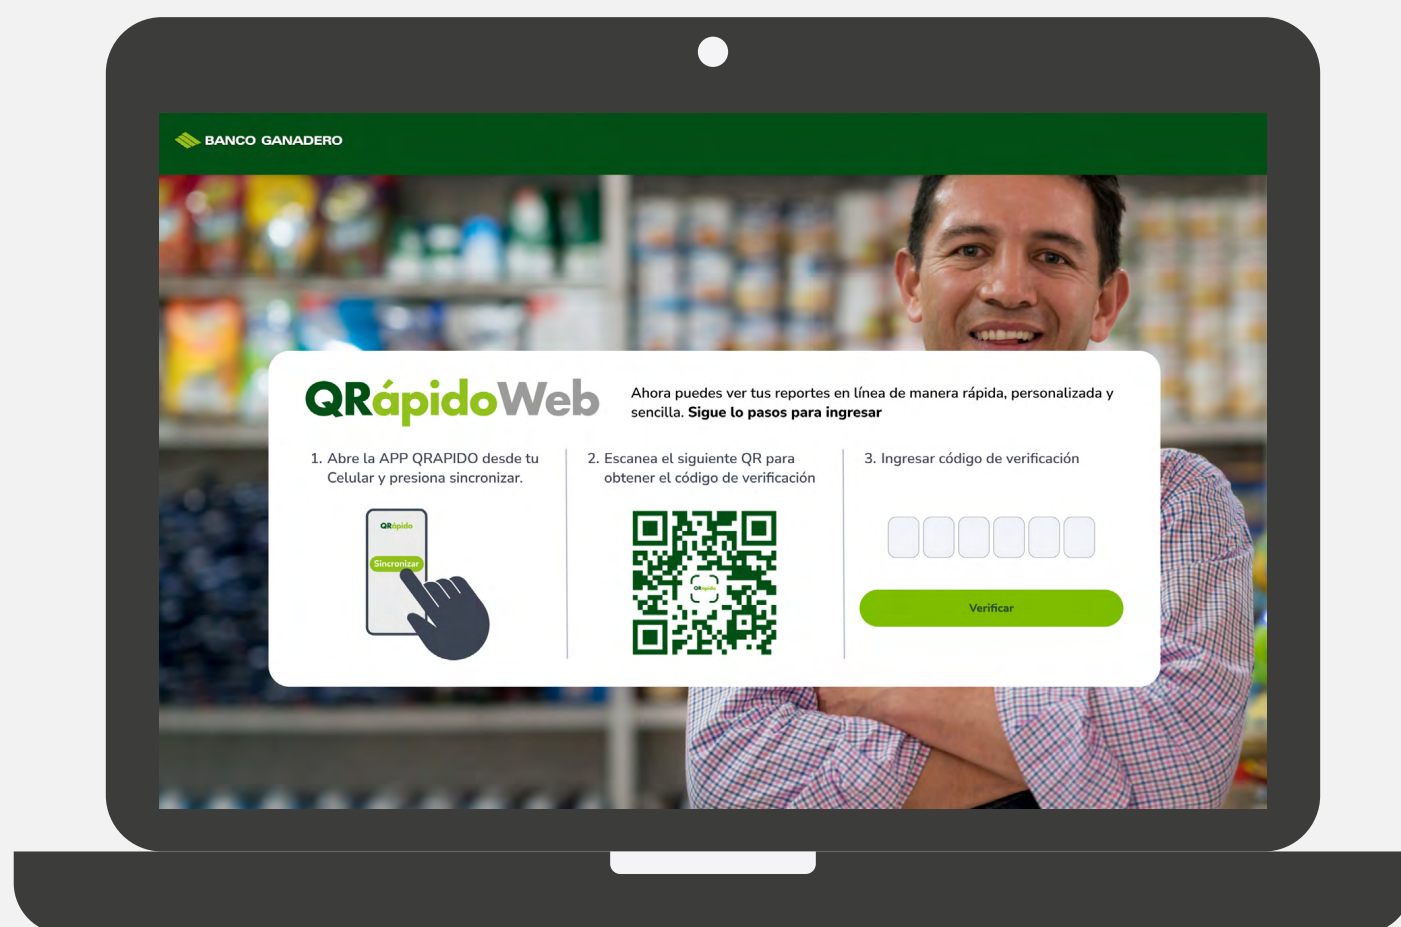 BANCO GANADERO
QRápidoWeb
Ahora puedes ver tus reportes en línea de manera rápida, personalizada y
sencilla. Sigue lo pasos para ingresar
1. Abre la APP QRAPIDO desde tu
Celular y presiona sincronizar.
QRápido
Sincronizar
2. Escanea el siguiente QR para
obtener el código de verificación
QRápido
3. Ingresar código de verificación
Verificar